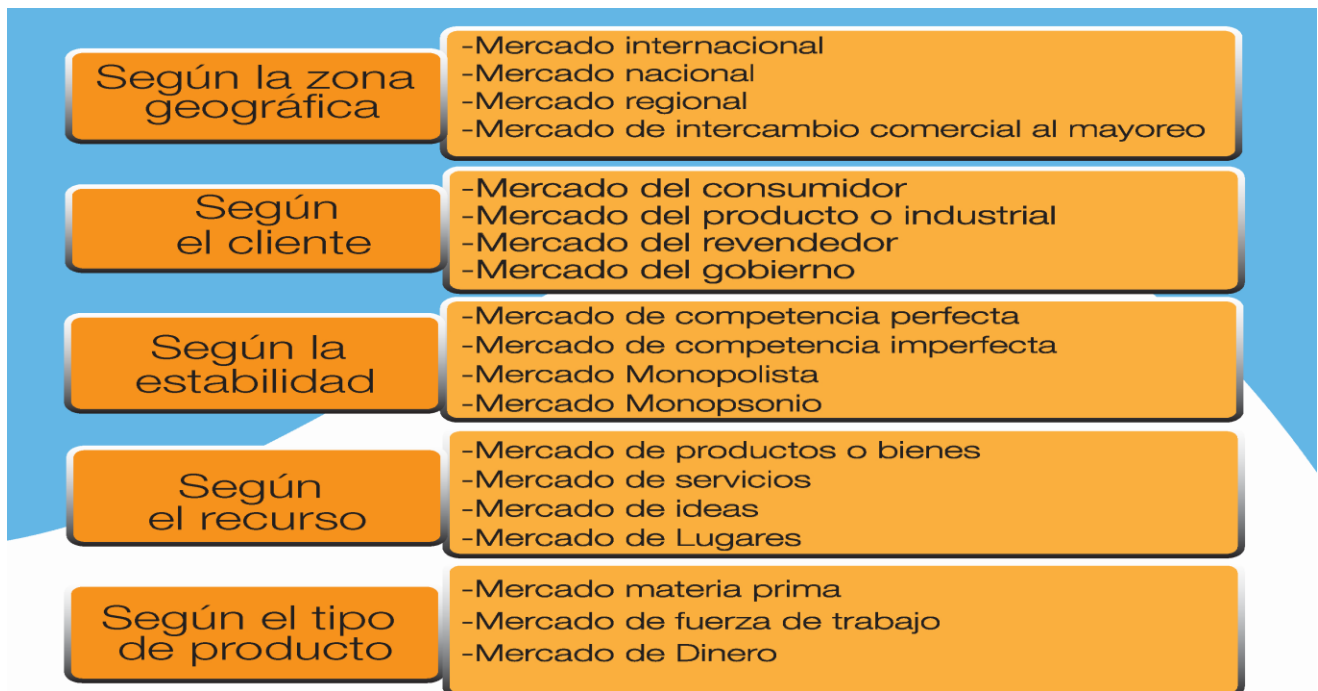 Según la zona
geográfica
-Mercado internacional
-Mercado nacional
-Mercado regional
-Mercado de intercambio comercial al mayoreo
Según
el cliente
-Mercado del consumidor
-Mercado del producto o industrial
-Mercado del revendedor
-Mercado del gobierno
Según la
estabilidad
-Mercado de competencia perfecta
-Mercado de competencia imperfecta
-Mercado Monopolista
-Mercado Monopsonio
Según
el recurso
-Mercado de productos o bienes
-Mercado de servicios
-Mercado de ideas
-Mercado de Lugares
Según el tipo
de producto
-Mercado materia prima
-Mercado de fuerza de trabajo
-Mercado de Dinero